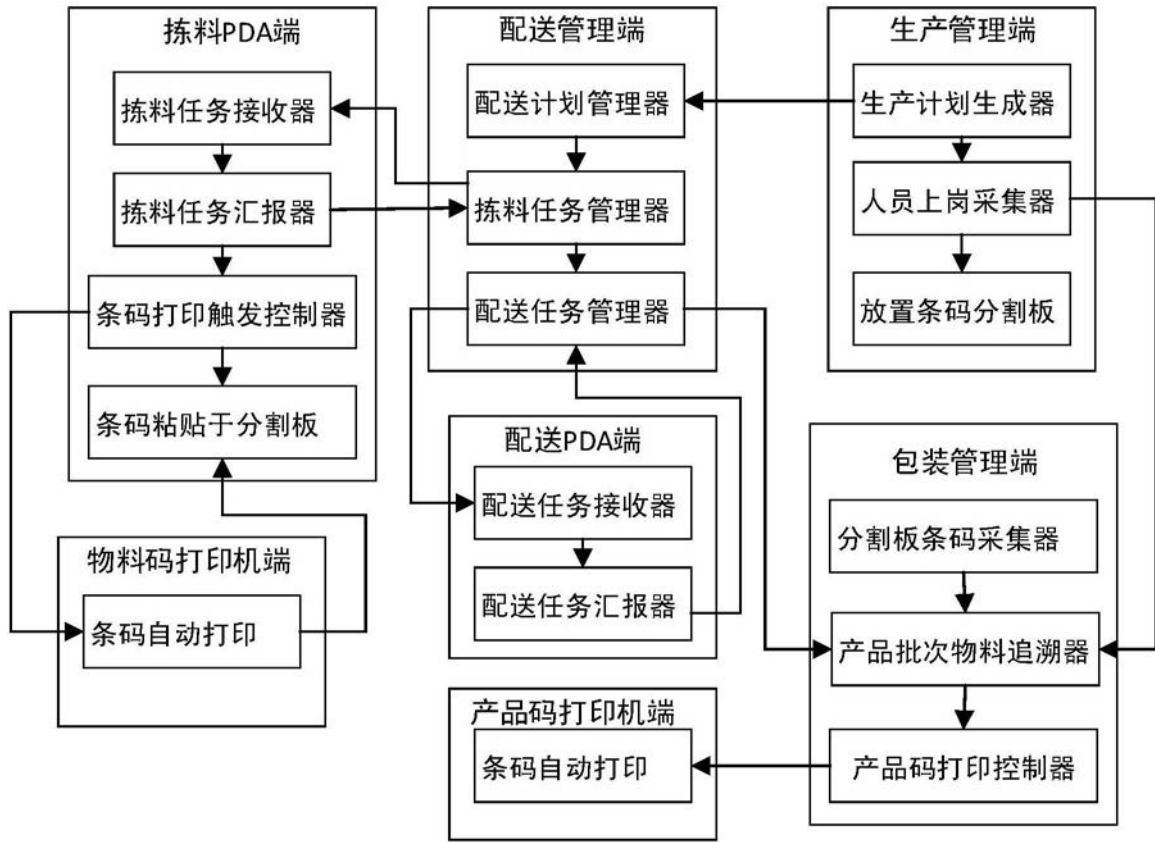 拣料PDA端
拣料任务接收器
拣料任务汇报器
条码打印触发控制器
条码粘贴于分割板
物料码打印机端
条码自动打印
配送管理端
配送计划管理器
拣料任务管理器
配送任务管理器
配送PDA端
配送任务接收器
配送任务汇报器
产品码打印机端
条码自动打印
生产管理端
生产计划生成器
人员上岗采集器
放置条码分割板
包装管理端
分割板条码采集器
产品批次物料追溯器
产品码打印控制器